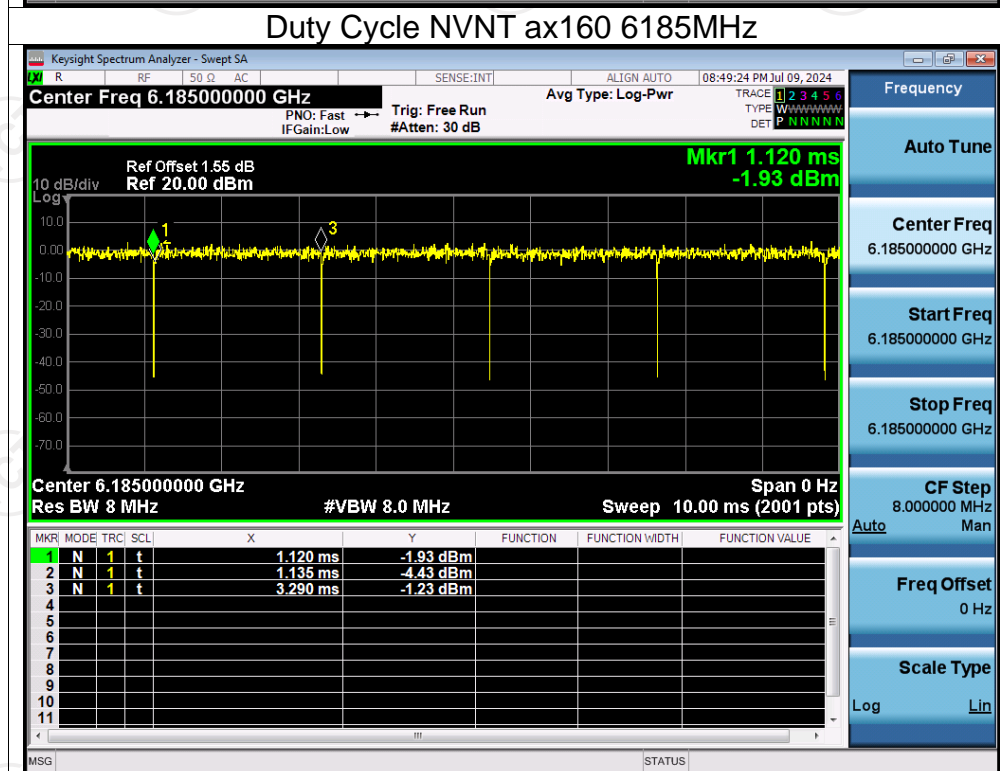 Duty Cycle NVNT ax160 6185MHz
Keysight Spectrum Analyzer - Swept SA
LXI R RF 50 Ω AC SENSE:INT ALIGN AUTO 08:49:24 PM Jul 09, 2024
Center Freq 6.185000000 GHz
PNO: Fast
IFGain:Low
Trig: Free Run
#Atten: 30 dB
Avg Type: Log-Pwr
TRACE 1 2 3 4 5 6
TYPE WWWWWW
DET P N N N N N
Ref Offset 1.55 dB
Ref 20.00 dBm
10 dB/div
Log
Mkr1 1.120 ms
-1.93 dBm
10.0
0.00
-10.0
-20.0
-30.0
-40.0
-50.0
-60.0
-70.0
1
2
3
Center 6.185000000 GHz Span 0 Hz
Res BW 8 MHz #VBW 8.0 MHz Sweep 10.00 ms (2001 pts)
MKR MODE TRC SCL X Y FUNCTION FUNCTION WIDTH FUNCTION VALUE
1 N 1 t 1.120 ms -1.93 dBm
2 N 1 t 1.135 ms -4.43 dBm
3 N 1 t 3.290 ms -1.23 dBm
4
5
6
7
8
9
10
11
MSG STATUS
Frequency
Auto Tune
Center Freq
6.185000000 GHz
Start Freq
6.185000000 GHz
Stop Freq
6.185000000 GHz
CF Step
8.000000 MHz
Auto Man
Freq Offset
0 Hz
Scale Type
Log Lin